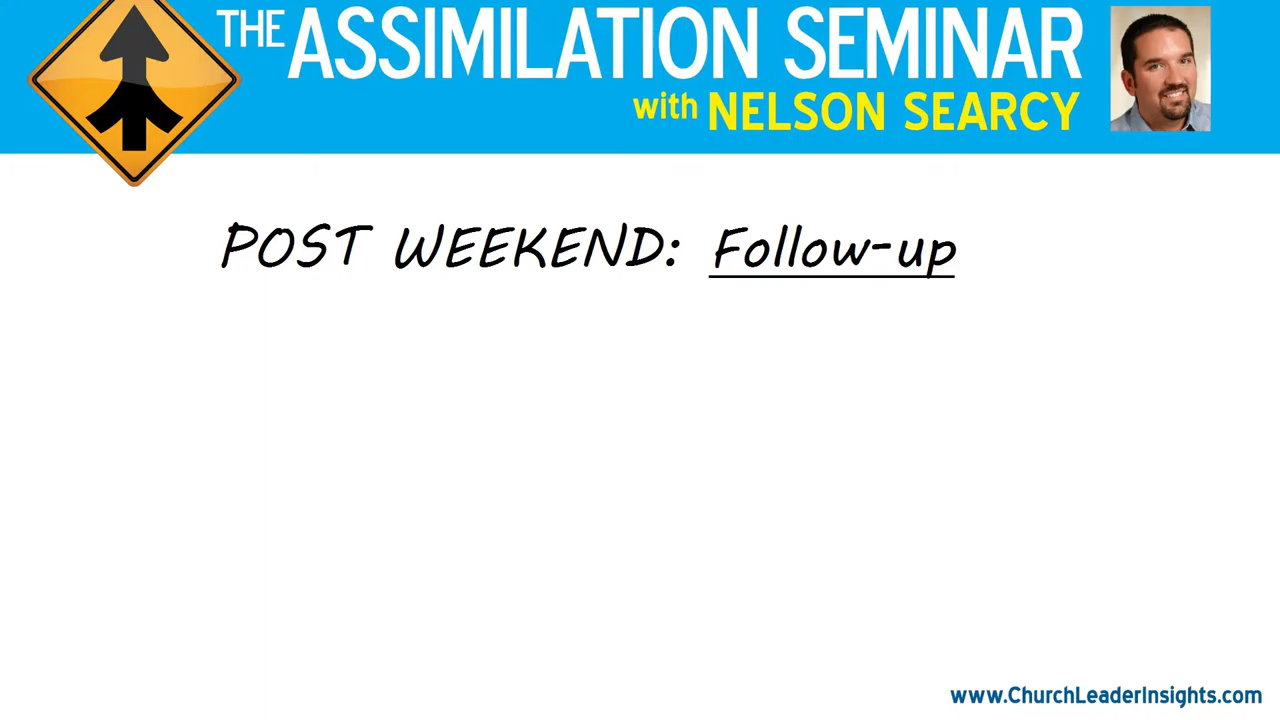 THE ASSIMILATION SEMINAR
with NELSON SEARCY
POST WEEKEND: Follow-up
www.ChurchLeaderInsights.com